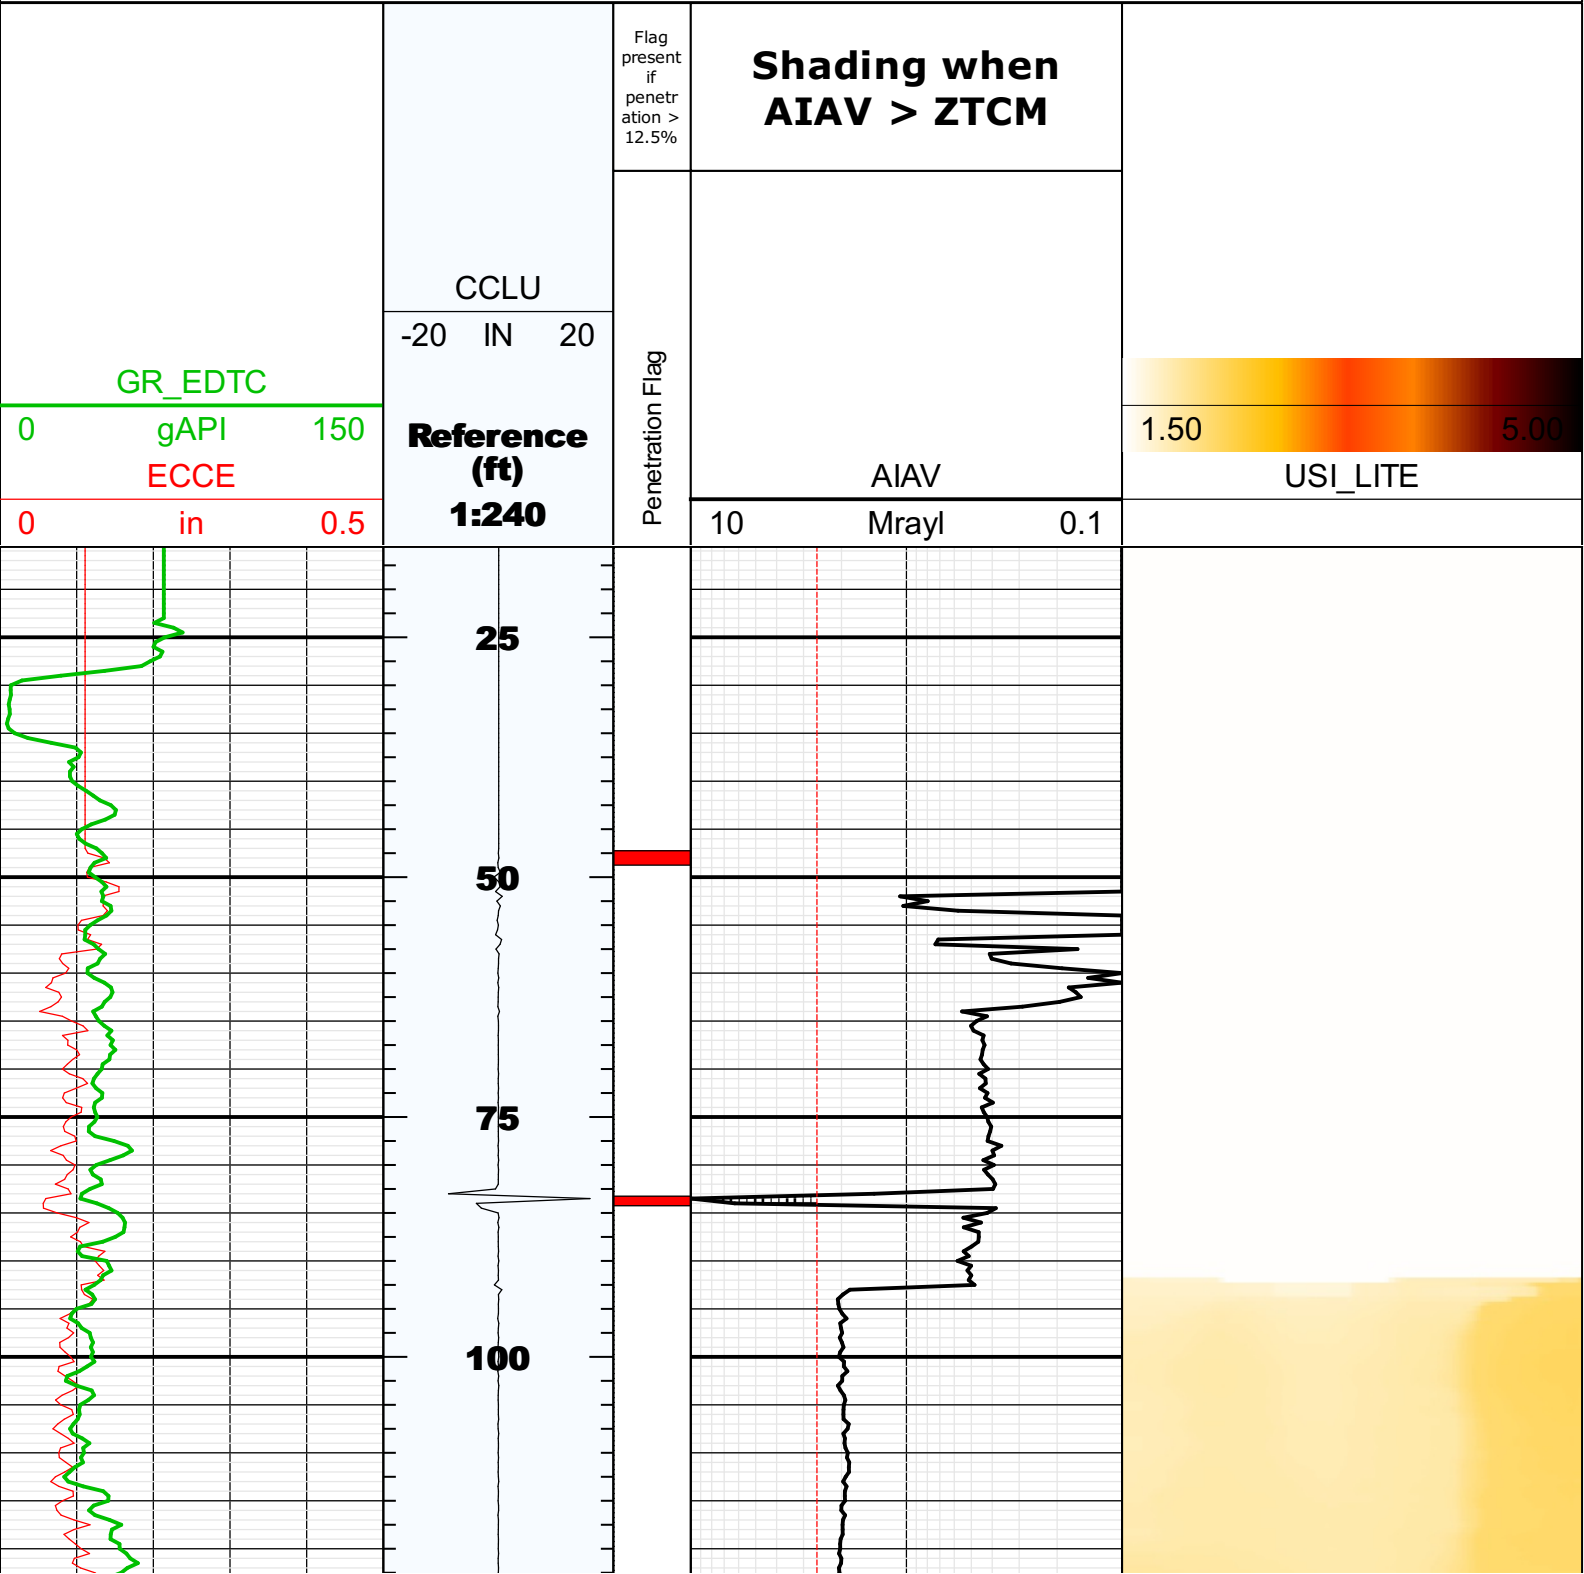 Flag
present
if
penetr
ation >
12.5%
Shading when
AIAV > ZTCM
CCLU
-20 IN 20
GR_EDTC
0 gAPI 150
ECCE
0 in 0.5
Reference
(ft)
1:240
Penetration Flag
AIAV
10 Mrayl 0.1
1.50 5.00
USI_LITE
25
50
75
100